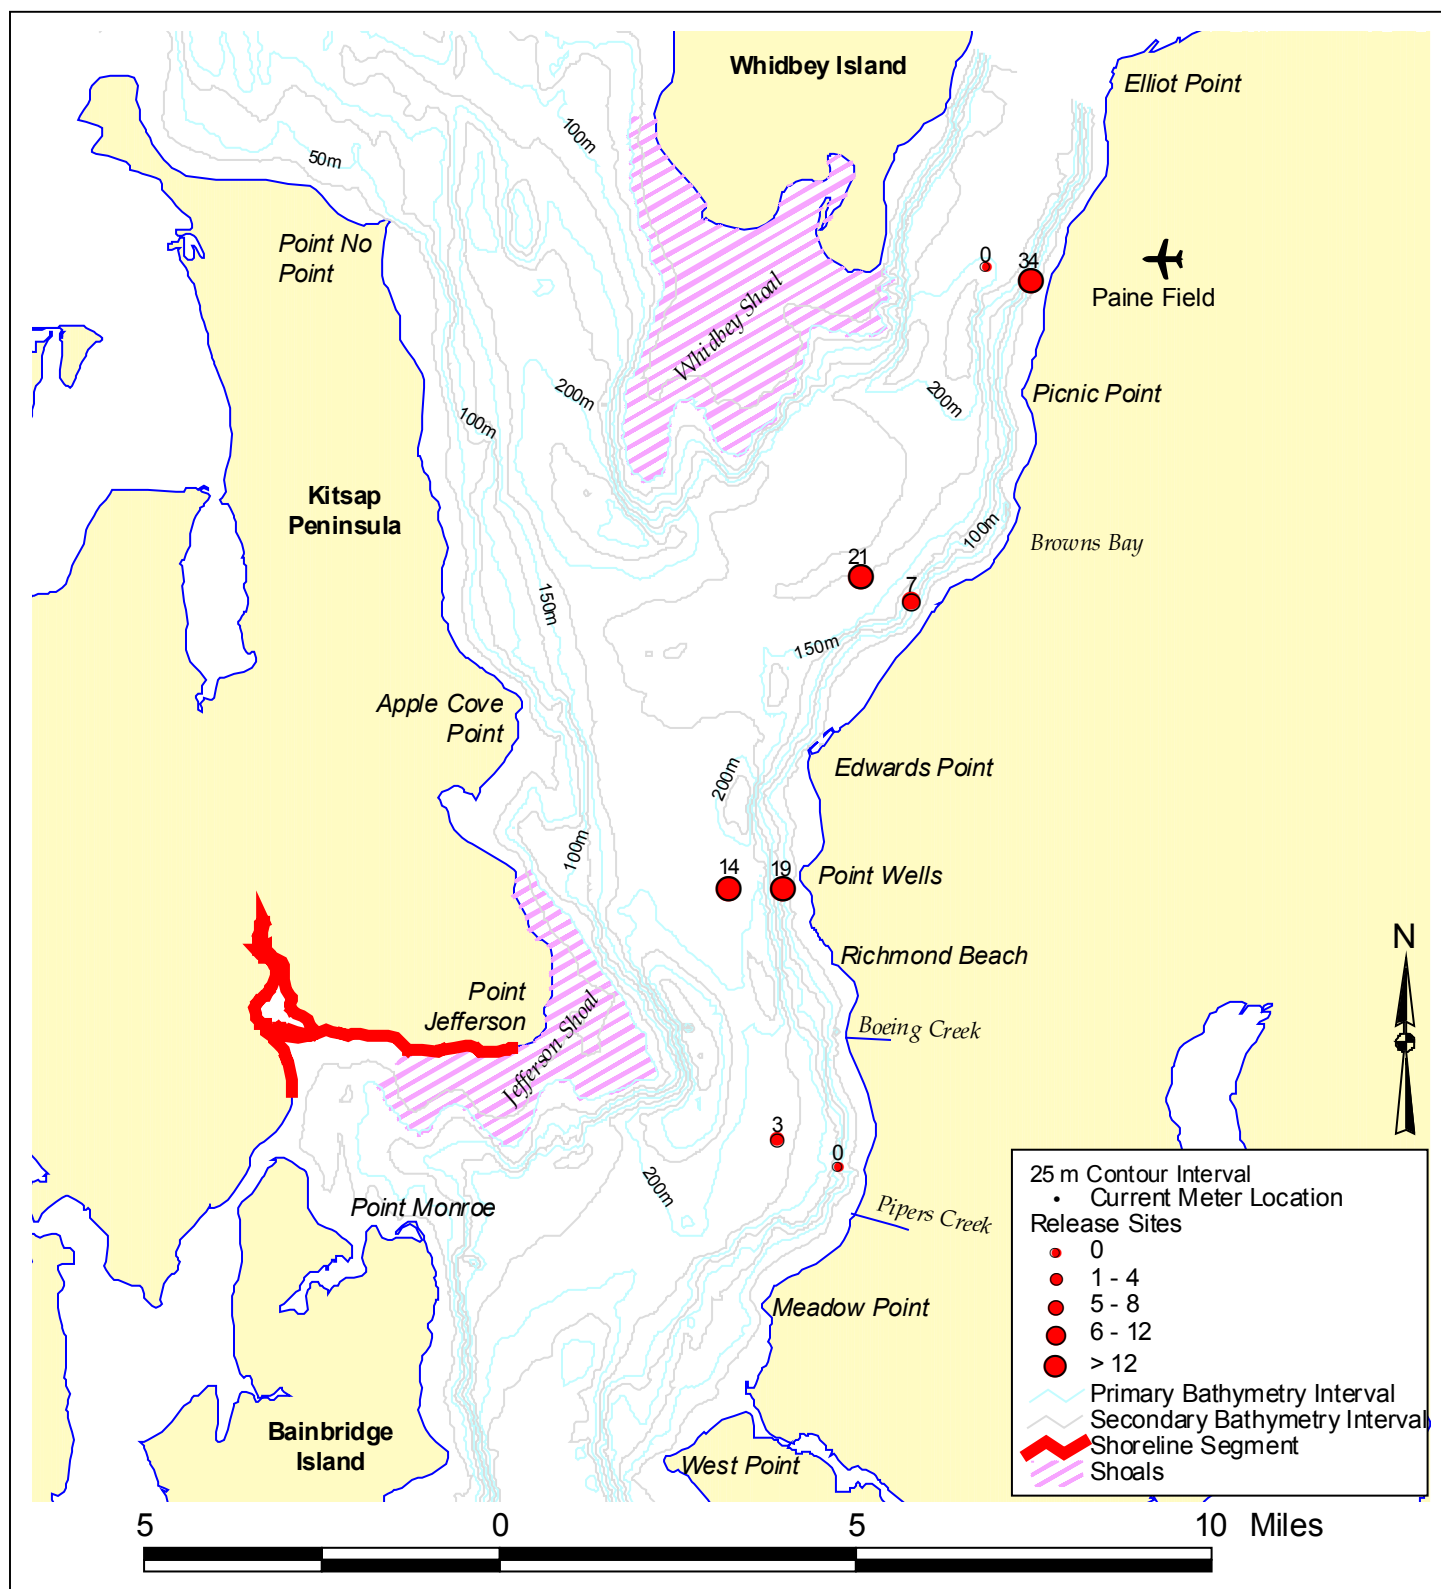 Whidbey Island
Elliot Point
100m
50m
Point No
Point
0
34
Paine Field
Whidbey Shoal
200m
200m
Picnic Point
100m
Kitsap
Peninsula
100m
Browns Bay
21
7
150m
150m
Apple Cove
Point
Edwards Point
200m
100m
14
19
Point Wells
Richmond Beach
N
Point
Jefferson
Jefferson Shoal
Boeing Creek
3
0
200m
Point Monroe
Pipers Creek
Meadow Point
Bainbridge
Island
West Point
25 m Contour Interval
Current Meter Location
Release Sites
0
1 - 4
5 - 8
6 - 12
> 12
Primary Bathymetry Interval
Secondary Bathymetry Interval
Shoreline Segment
Shoals
5 0 5 10 Miles